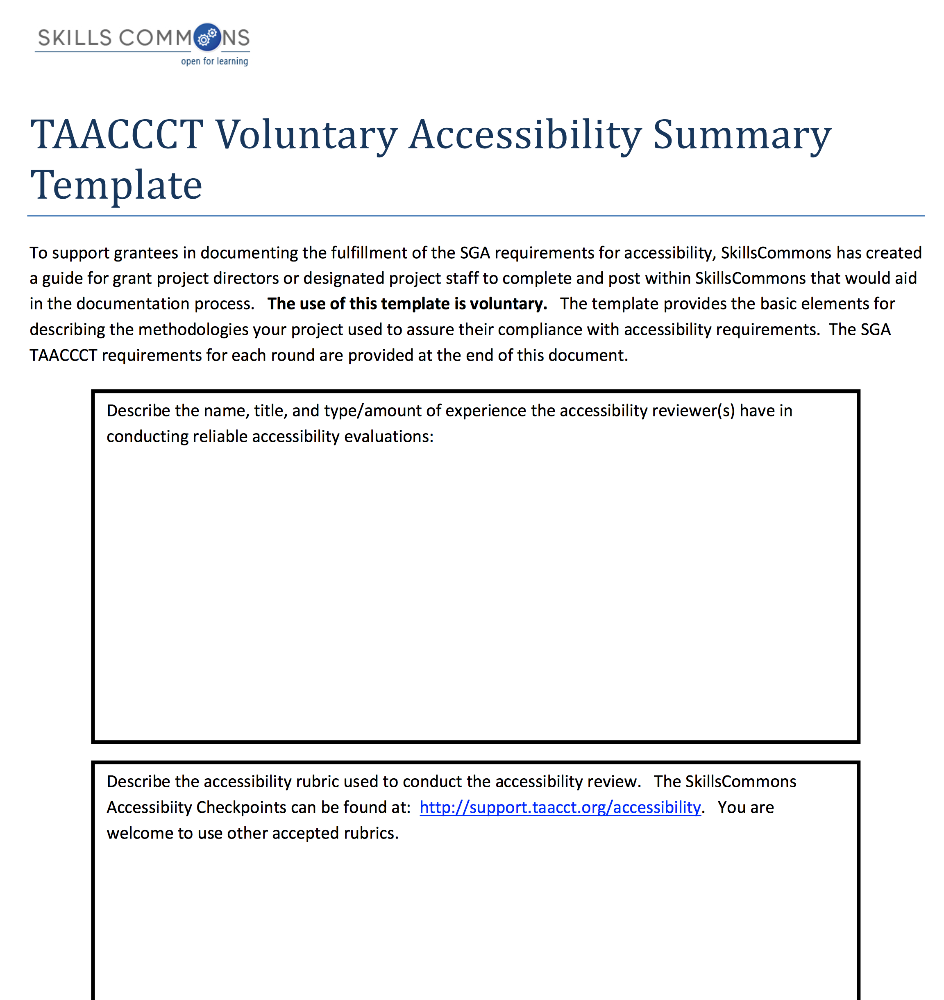 SKILLS COMMONS
open for learning
TAACCCT Voluntary Accessibility Summary
Template
To support grantees in documenting the fulfillment of the SGA requirements for accessibility, SkillsCommons has created
a guide for grant project directors or designated project staff to complete and post within SkillsCommons that would aid
in the documentation process.   The use of this template is voluntary.   The template provides the basic elements for
describing the methodologies your project used to assure their compliance with accessibility requirements.  The SGA
TAACCCT requirements for each round are provided at the end of this document.
Describe the name, title, and type/amount of experience the accessibility reviewer(s) have in
conducting reliable accessibility evaluations:
Describe the accessibility rubric used to conduct the accessibility review.   The SkillsCommons
Accessibiity Checkpoints can be found at:  http://support.taacct.org/accessibility.   You are
welcome to use other accepted rubrics.